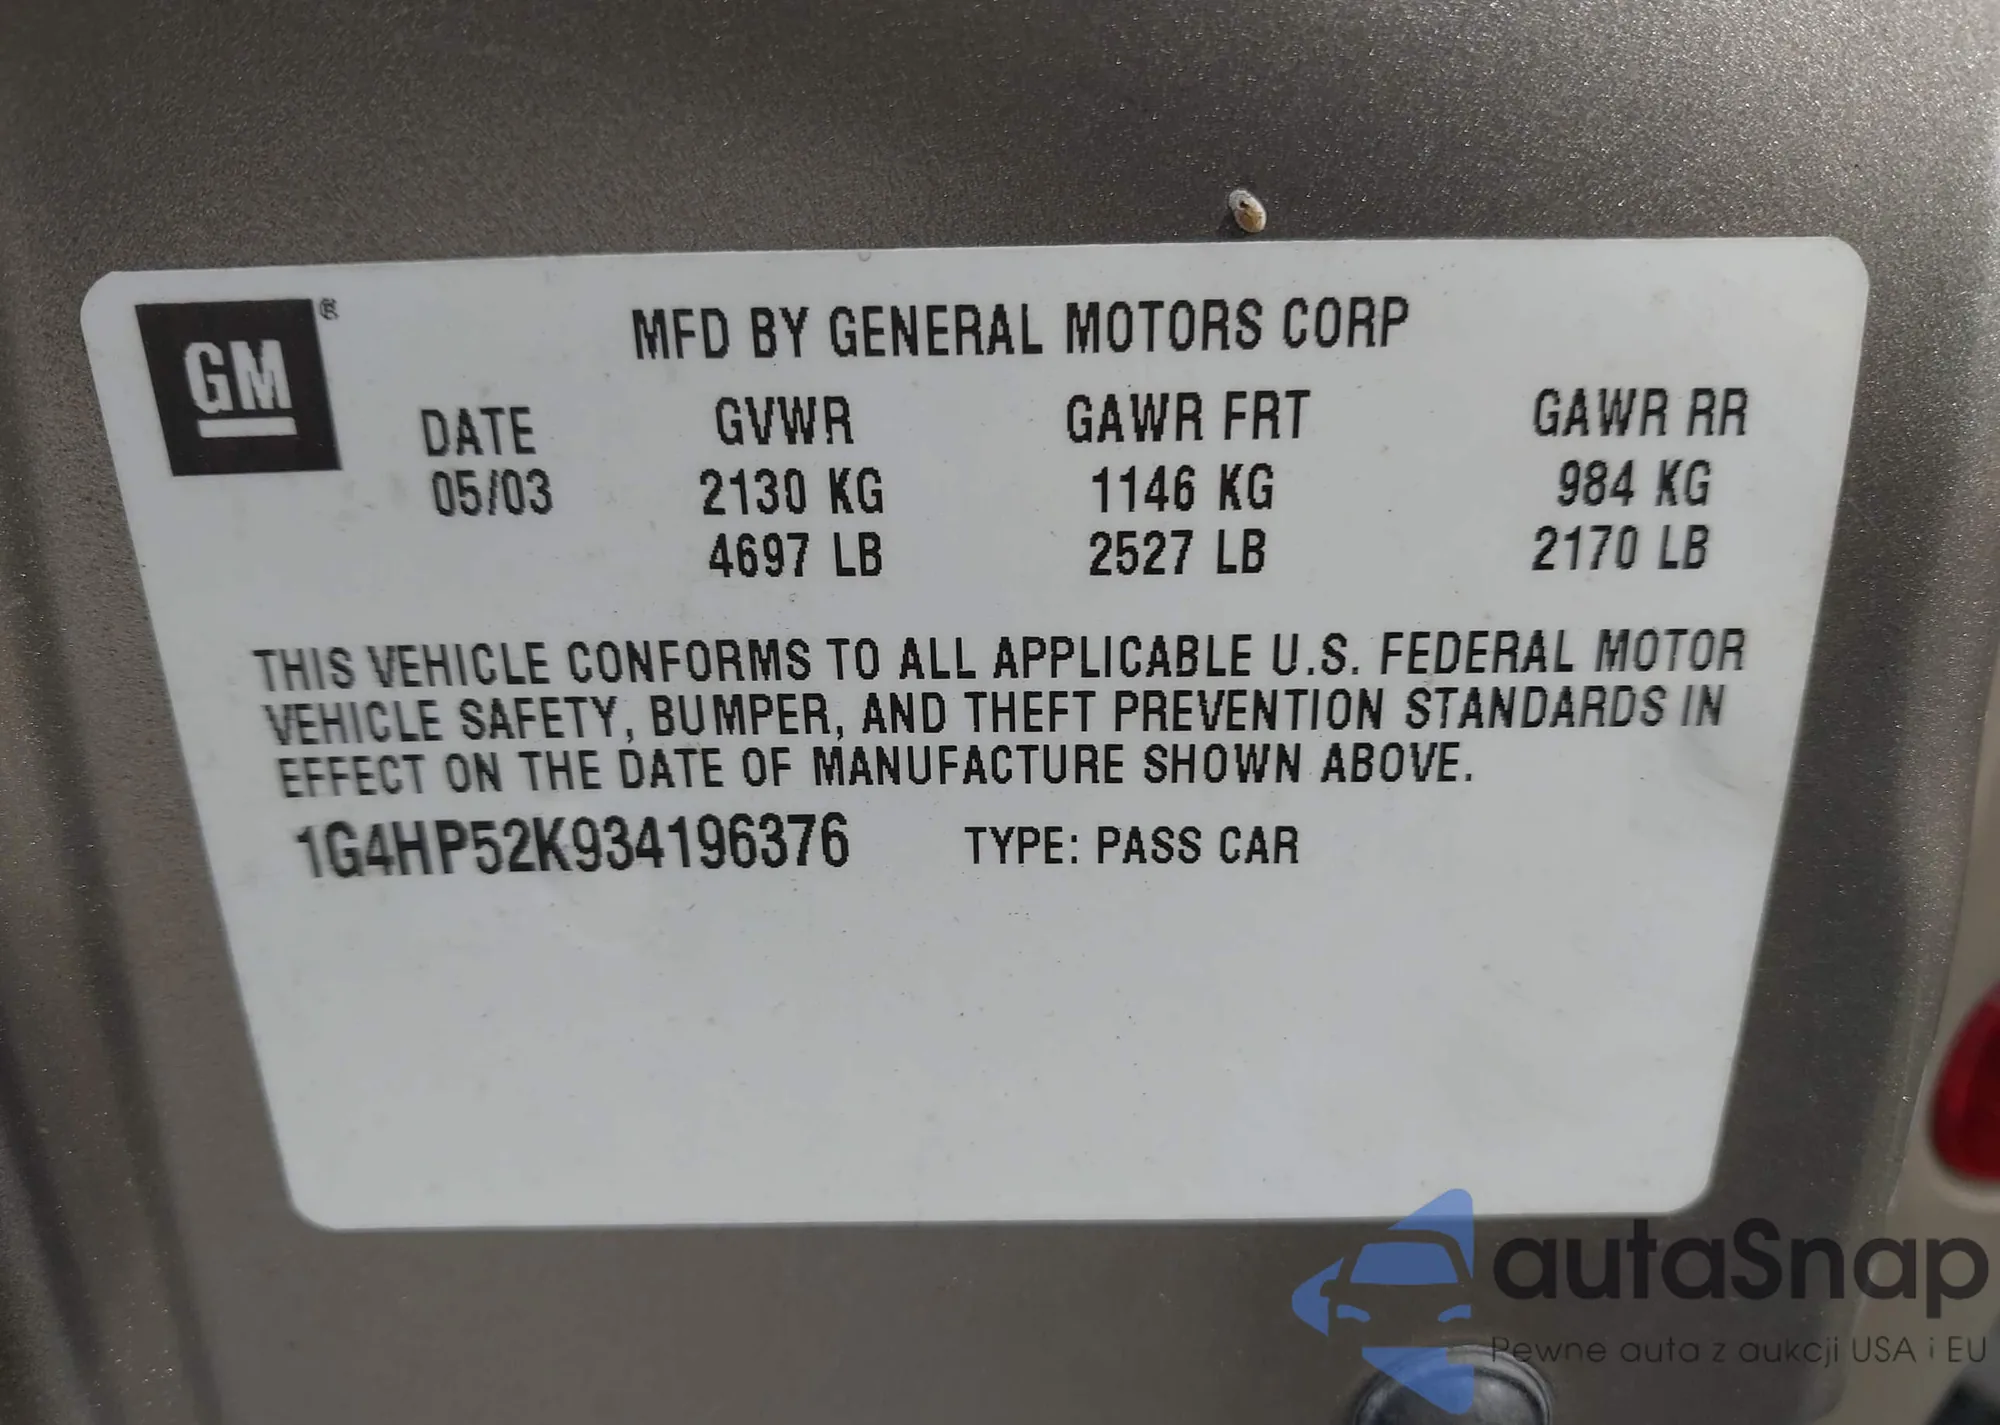 GM ®
MFD BY GENERAL MOTORS CORP
DATE GVWR GAWR FRT GAWR RR
05/03 2130 KG 1146 KG 984 KG
4697 LB 2527 LB 2170 LB
THIS VEHICLE CONFORMS TO ALL APPLICABLE U.S. FEDERAL MOTOR
VEHICLE SAFETY, BUMPER, AND THEFT PREVENTION STANDARDS IN
EFFECT ON THE DATE OF MANUFACTURE SHOWN ABOVE.
1G4HP52K934196376 TYPE: PASS CAR
autaSnap
Pewne auta z aukcji USA i EU